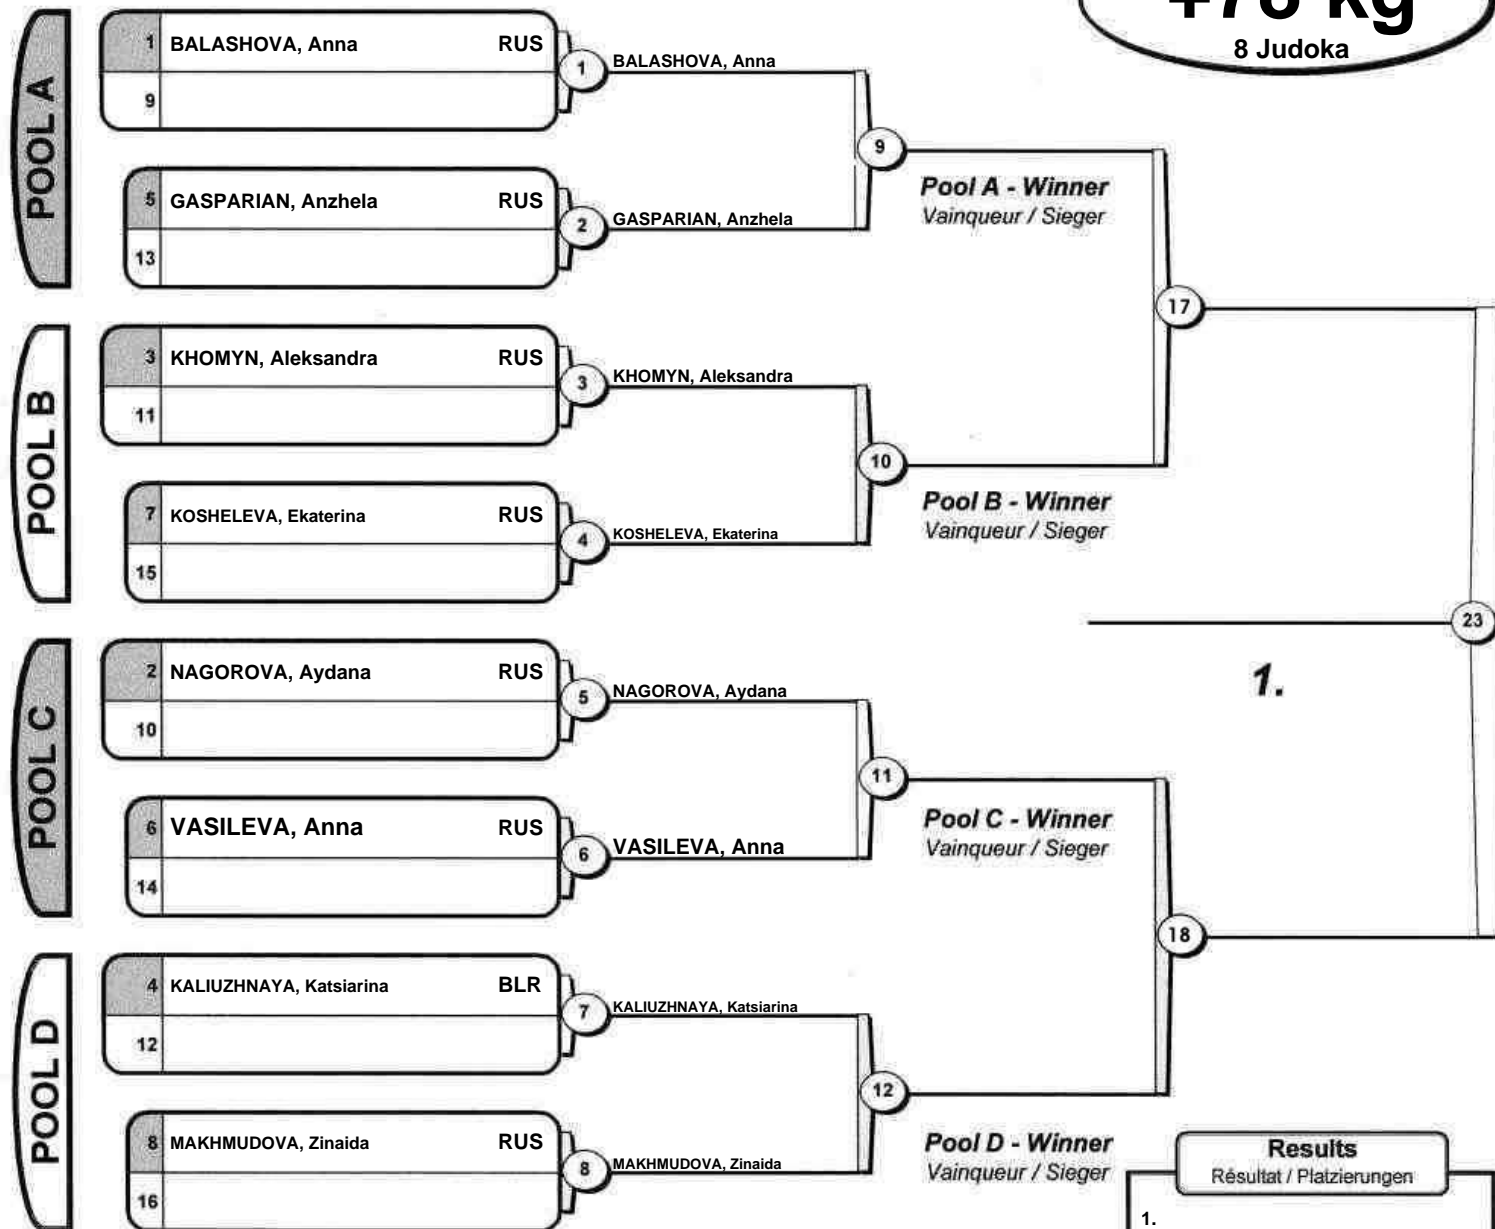 +78 kg
8 Judoka
POOL A
1 BALASHOVA, Anna RUS
9
1 BALASHOVA, Anna
5 GASPARIAN, Anzhela RUS
13
2 GASPARIAN, Anzhela
9
Pool A - Winner
Vainqueur / Sieger
POOL B
3 KHOMYN, Aleksandra RUS
11
3 KHOMYN, Aleksandra
7 KOSHELEVA, Ekaterina RUS
15
4 KOSHELEVA, Ekaterina
10
Pool B - Winner
Vainqueur / Sieger
17
POOL C
2 NAGOROVA, Aydana RUS
10
5 NAGOROVA, Aydana
6 VASILEVA, Anna RUS
14
6 VASILEVA, Anna
11
Pool C - Winner
Vainqueur / Sieger
POOL D
4 KALIUZHNAYA, Katsiarina BLR
12
7 KALIUZHNAYA, Katsiarina
8 MAKHMUDOVA, Zinaida RUS
16
8 MAKHMUDOVA, Zinaida
12
Pool D - Winner
Vainqueur / Sieger
18
23
1.
Results
Résultat / Platzierungen
1.